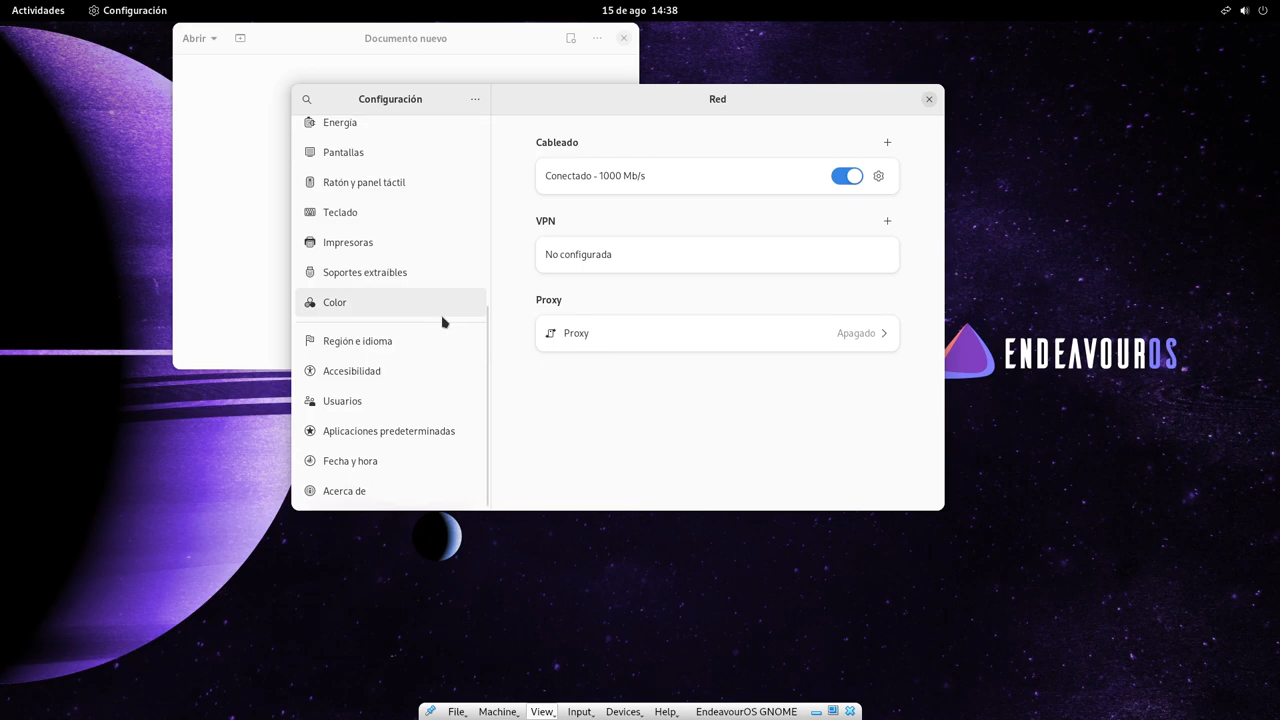 Actividades
Configuración
15 de ago 14:38
Abrir
Documento nuevo
Configuración
Red
Energía
Pantallas
Ratón y panel táctil
Teclado
Impresoras
Soportes extraíbles
Color
Región e idioma
Accesibilidad
Usuarios
Aplicaciones predeterminadas
Fecha y hora
Acerca de
Cableado
Conectado - 1000 Mb/s
VPN
No configurada
Proxy
Proxy
Apagado
ENDEAVOUROS
File Machine View Input Devices Help EndeavourOS GNOME